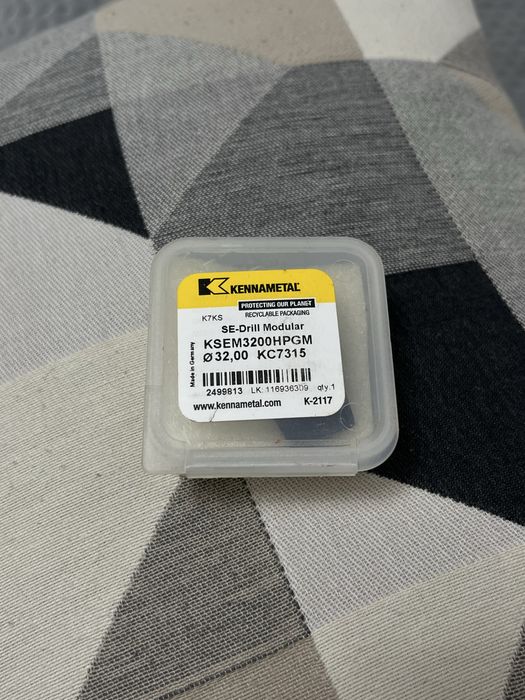 KENNAMETAL
PROTECTING OUR PLANET
RECYCLABLE PACKAGING
K7KS
SE-Drill Modular
KSEM3200HPGM
Ø 32,00 KC7315
Made in Germany
2499813 LK: 116936309 qty.1
www.kennametal.com K-2117